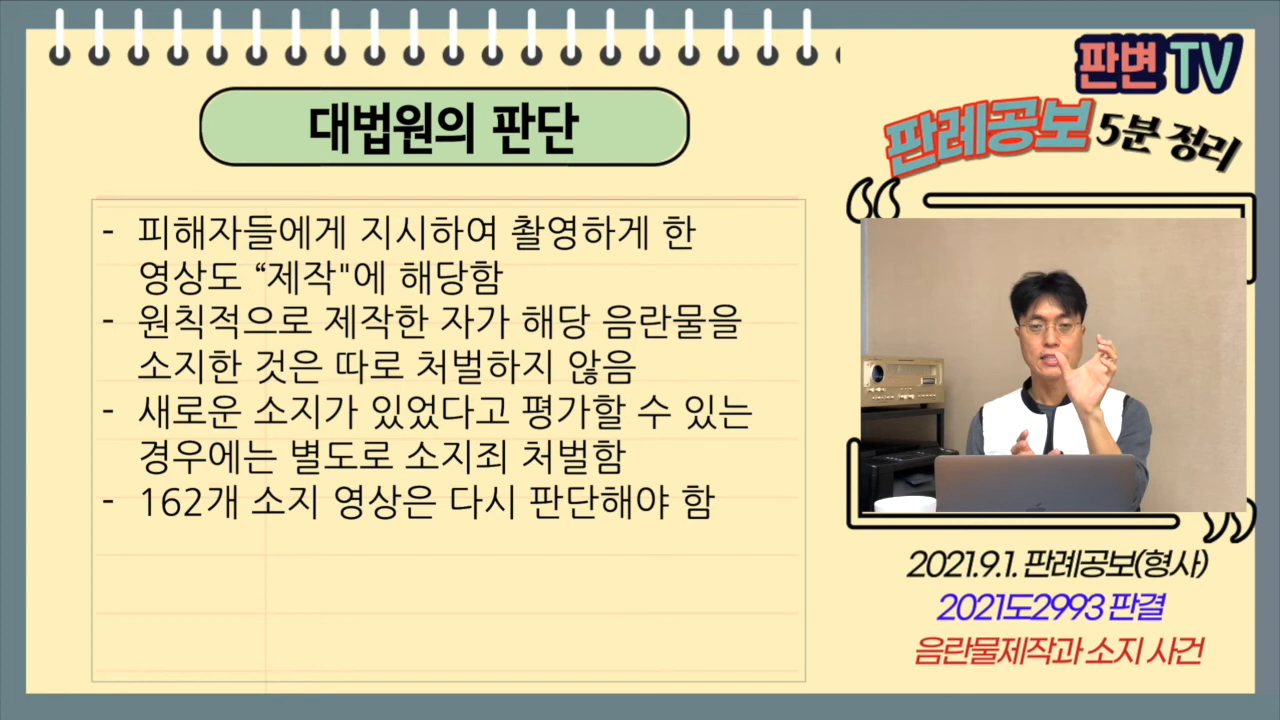 판변 TV
판례공보 5분 정리
대법원의 판단
- 피해자들에게 지시하여 촬영하게 한
영상도 “제작"에 해당함
- 원칙적으로 제작한 자가 해당 음란물을
소지한 것은 따로 처벌하지 않음
- 새로운 소지가 있었다고 평가할 수 있는
경우에는 별도로 소지죄 처벌함
- 162개 소지 영상은 다시 판단해야 함
2021.9.1. 판례공보(형사)
2021도2993 판결
음란물제작과 소지 사건